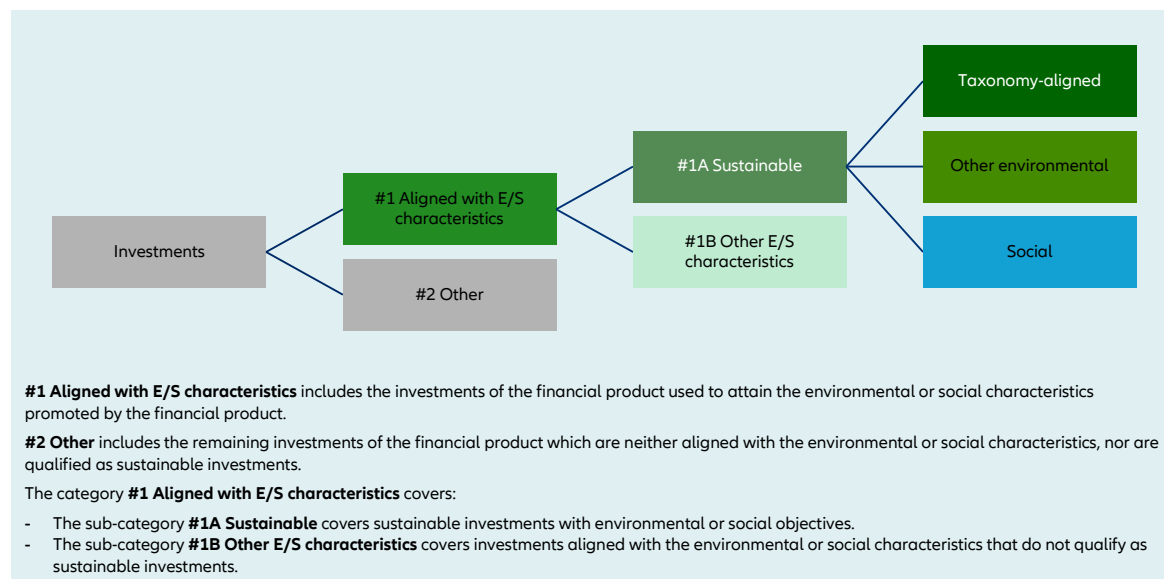 Taxonomy-aligned
#1A Sustainable
Other environmental
#1 Aligned with E/S
characteristics
#1B Other E/S
characteristics
Investments
Social
#2 Other
#1 Aligned with E/S characteristics includes the investments of the financial product used to attain the environmental or social characteristics
promoted by the financial product.
#2 Other includes the remaining investments of the financial product which are neither aligned with the environmental or social characteristics, nor are
qualified as sustainable investments.
The category #1 Aligned with E/S characteristics covers:
- The sub-category #1A Sustainable covers sustainable investments with environmental or social objectives.
- The sub-category #1B Other E/S characteristics covers investments aligned with the environmental or social characteristics that do not qualify as
sustainable investments.